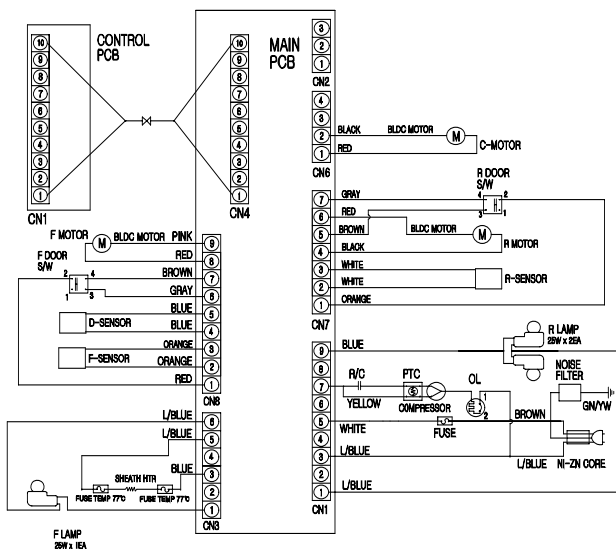 CONTROL
PCB
10
9
8
7
6
5
4
3
2
1
CN1
10
9
8
7
6
5
4
3
2
1
CN4
MAIN
PCB
3
2
1
CN2
4
3
2
1
CN6
BLACK
BLDC MOTOR
M
RED
C-MOTOR
7
6
5
4
3
2
1
CN7
GRAY
RED
BROWN
BLACK
WHITE
WHITE
ORANGE
R DOOR
S/W
4 2
3 1
BLDC MOTOR
M
R MOTOR
R-SENSOR
F MOTOR
M
BLDC MOTOR
PINK
RED
F DOOR
S/W
2 4
1 3
BROWN
GRAY
BLUE
D-SENSOR
BLUE
ORANGE
F-SENSOR
ORANGE
RED
9
8
7
6
5
4
3
2
1
CN8
L/BLUE
L/BLUE
BLUE
SHEATH HTR
FUSE TEMP 77℃
FUSE TEMP 77℃
6
5
4
3
2
1
CN3
F LAMP
25W x 1EA
9
8
7
6
5
4
3
2
1
CN1
BLUE
R LAMP
25W x 2EA
R/C
YELLOW
PTC
COMPRESSOR
OL
1
2
NOISE
FILTER
GN/YW
BROWN
WHITE
FUSE
L/BLUE
L/BLUE
NI-ZN CORE
L/BLUE